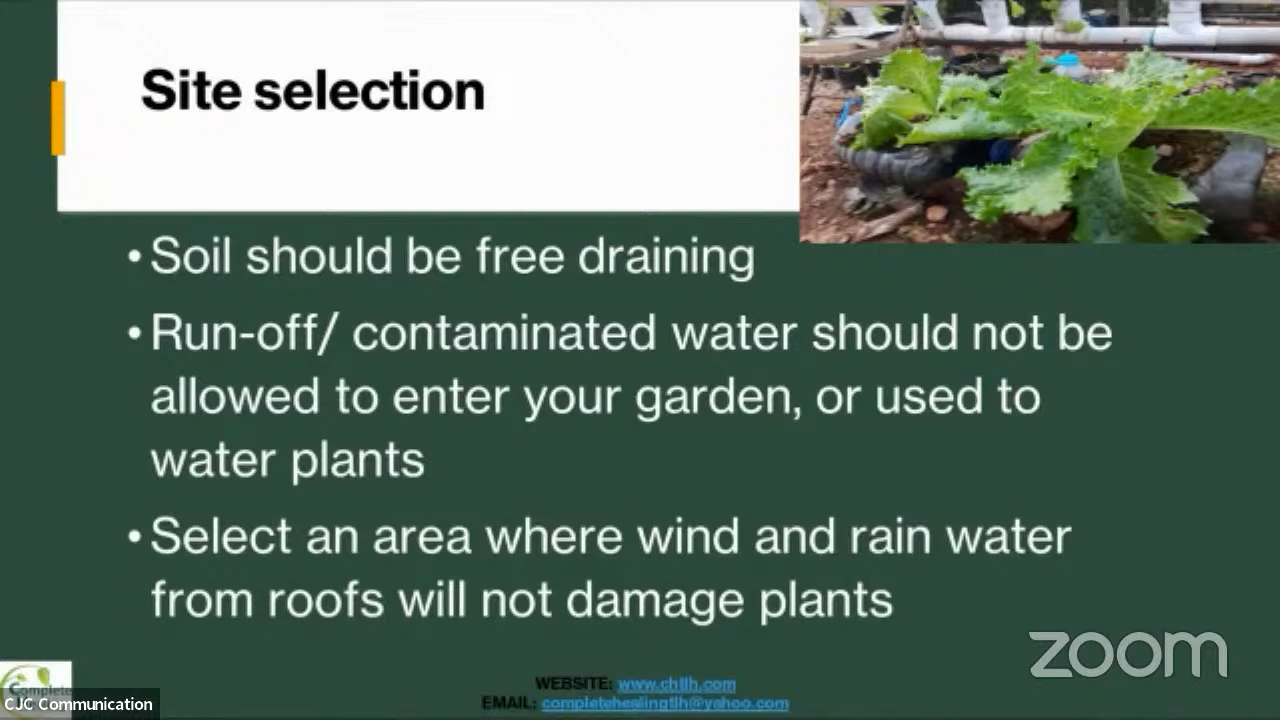 Site selection
• Soil should be free draining
• Run-off/ contaminated water should not be
allowed to enter your garden, or used to
water plants
• Select an area where wind and rain water
from roofs will not damage plants
zoom
Complete
CJC Communication
WEBSITE: www.chtlh.com
EMAIL: completehealingtlh@yahoo.com